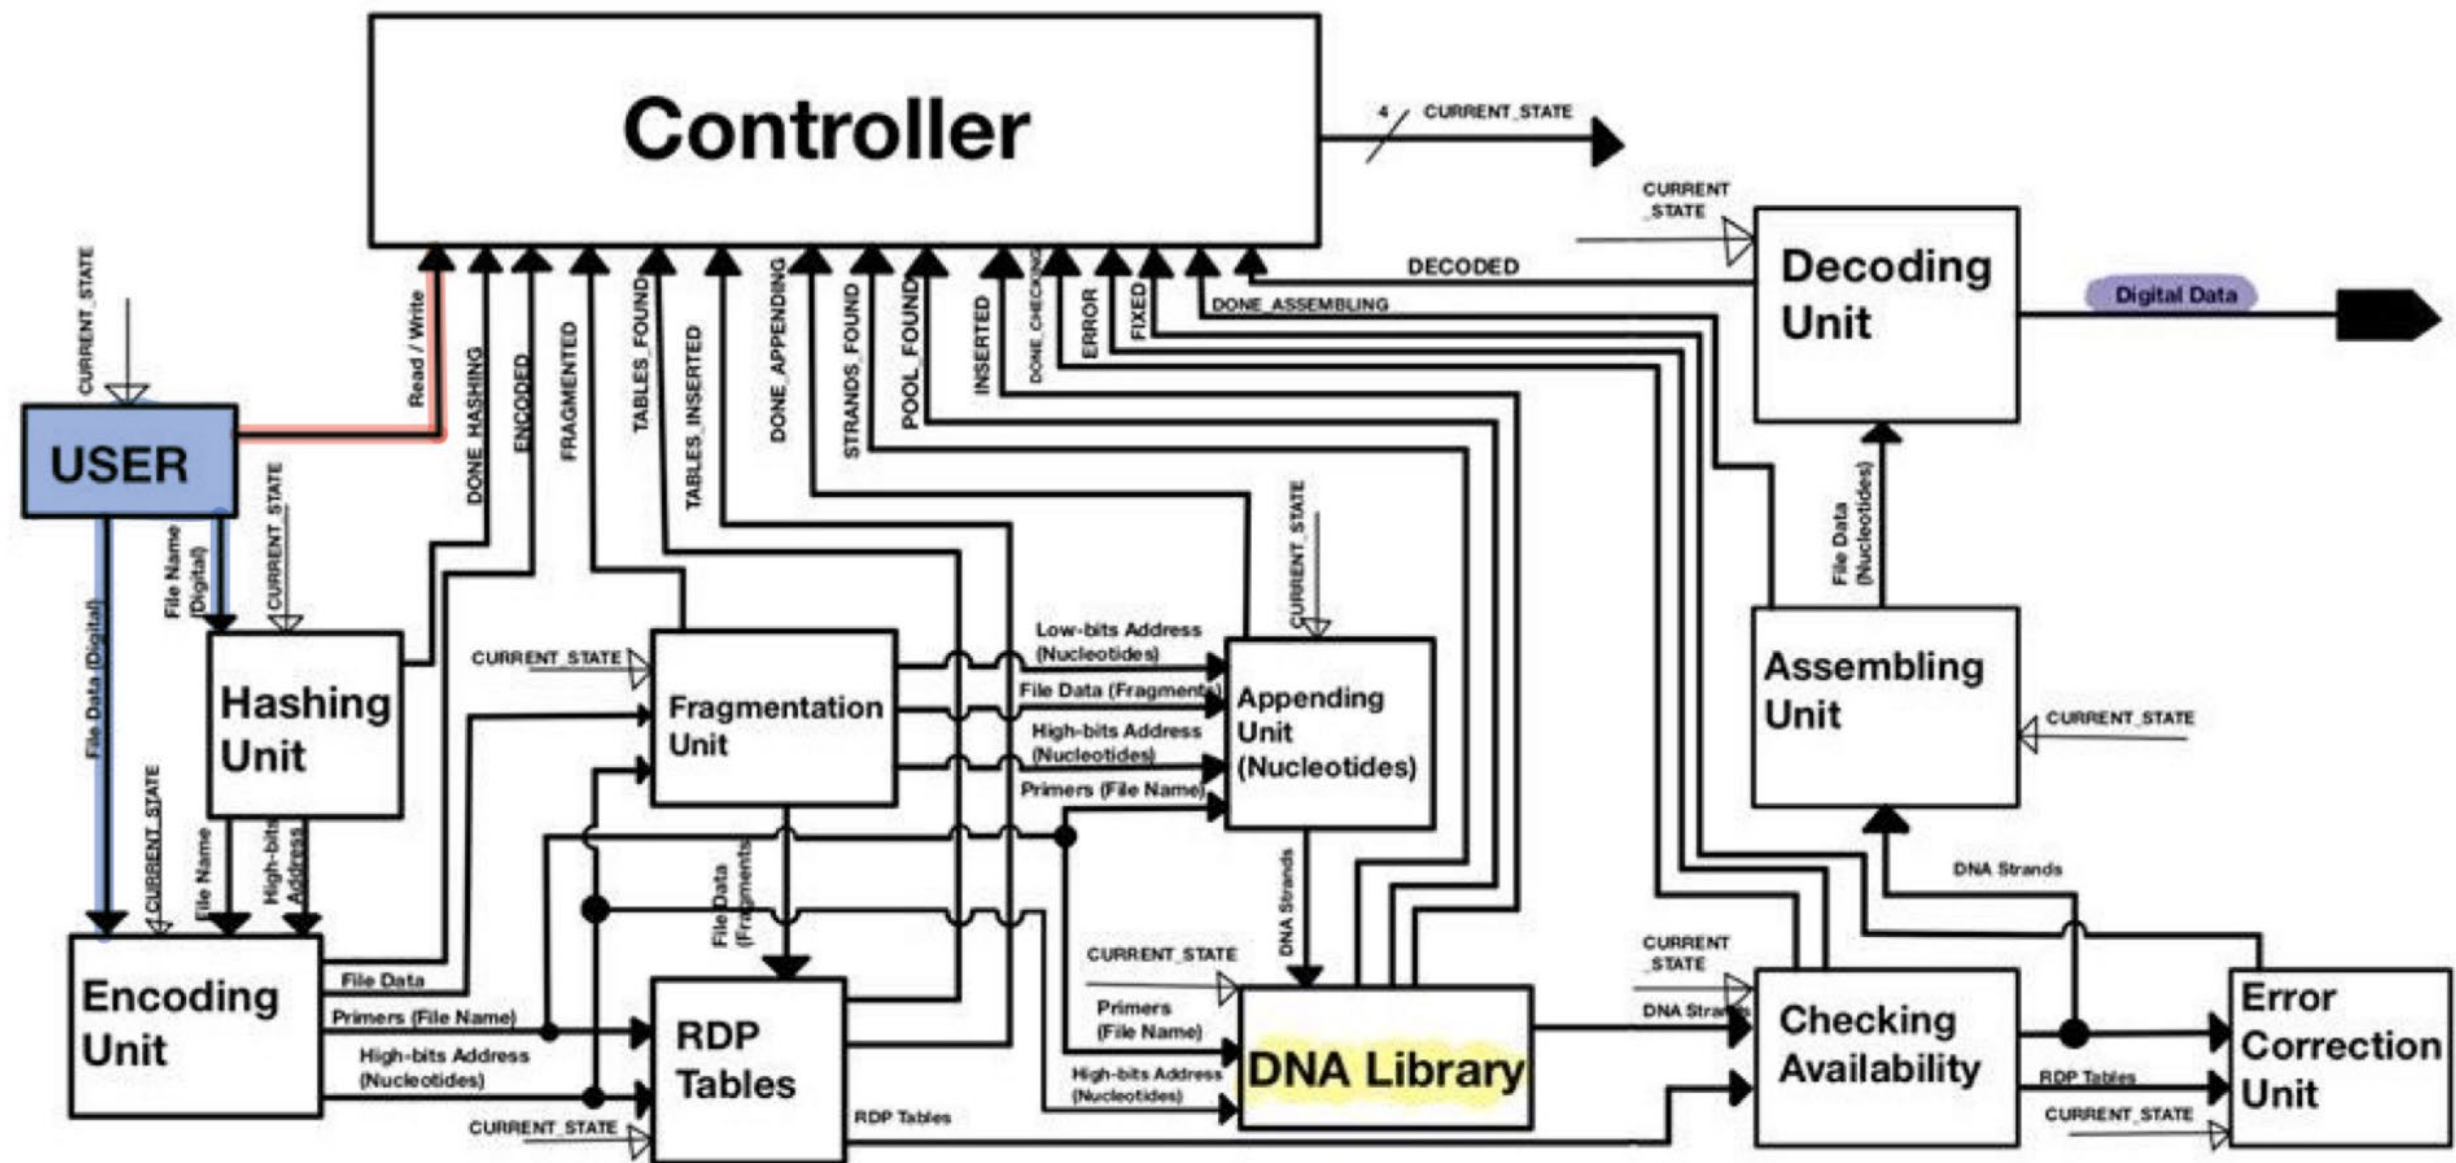 Controller
4
CURRENT_STATE
CURRENT
_STATE
Decoding
Unit
Digital Data
DECODED
DONE_ASSEMBLING
Read / Write
DONE_HASHING
ENCODED
FRAGMENTED
TABLES_FOUND
TABLES_INSERTED
DONE_APPENDING
STRANDS_FOUND
POOL_FOUND
INSERTED
DONE_CHECKING
ERROR
FIXED
CURRENT_STATE
USER
File Data (Digital)
File Name
(Digital)
CURRENT_STATE
Hashing
Unit
CURRENT_STATE
File Name
High-bits
Address
Encoding
Unit
File Data
Primers (File Name)
High-bits Address
(Nucleotides)
CURRENT_STATE
Fragmentation
Unit
Low-bits Address
(Nucleotides)
File Data (Fragments)
High-bits Address
(Nucleotides)
Primers (File Name)
CURRENT_STATE
Appending
Unit
(Nucleotides)
File Data
(Fragments)
CURRENT_STATE
RDP
Tables
RDP Tables
DNA Strands
CURRENT_STATE
Primers
(File Name)
High-bits Address
(Nucleotides)
DNA Library
File Data
(Nucleotides)
Assembling
Unit
CURRENT_STATE
DNA Strands
CURRENT
_STATE
DNA Strands
Checking
Availability
RDP Tables
CURRENT_STATE
Error
Correction
Unit